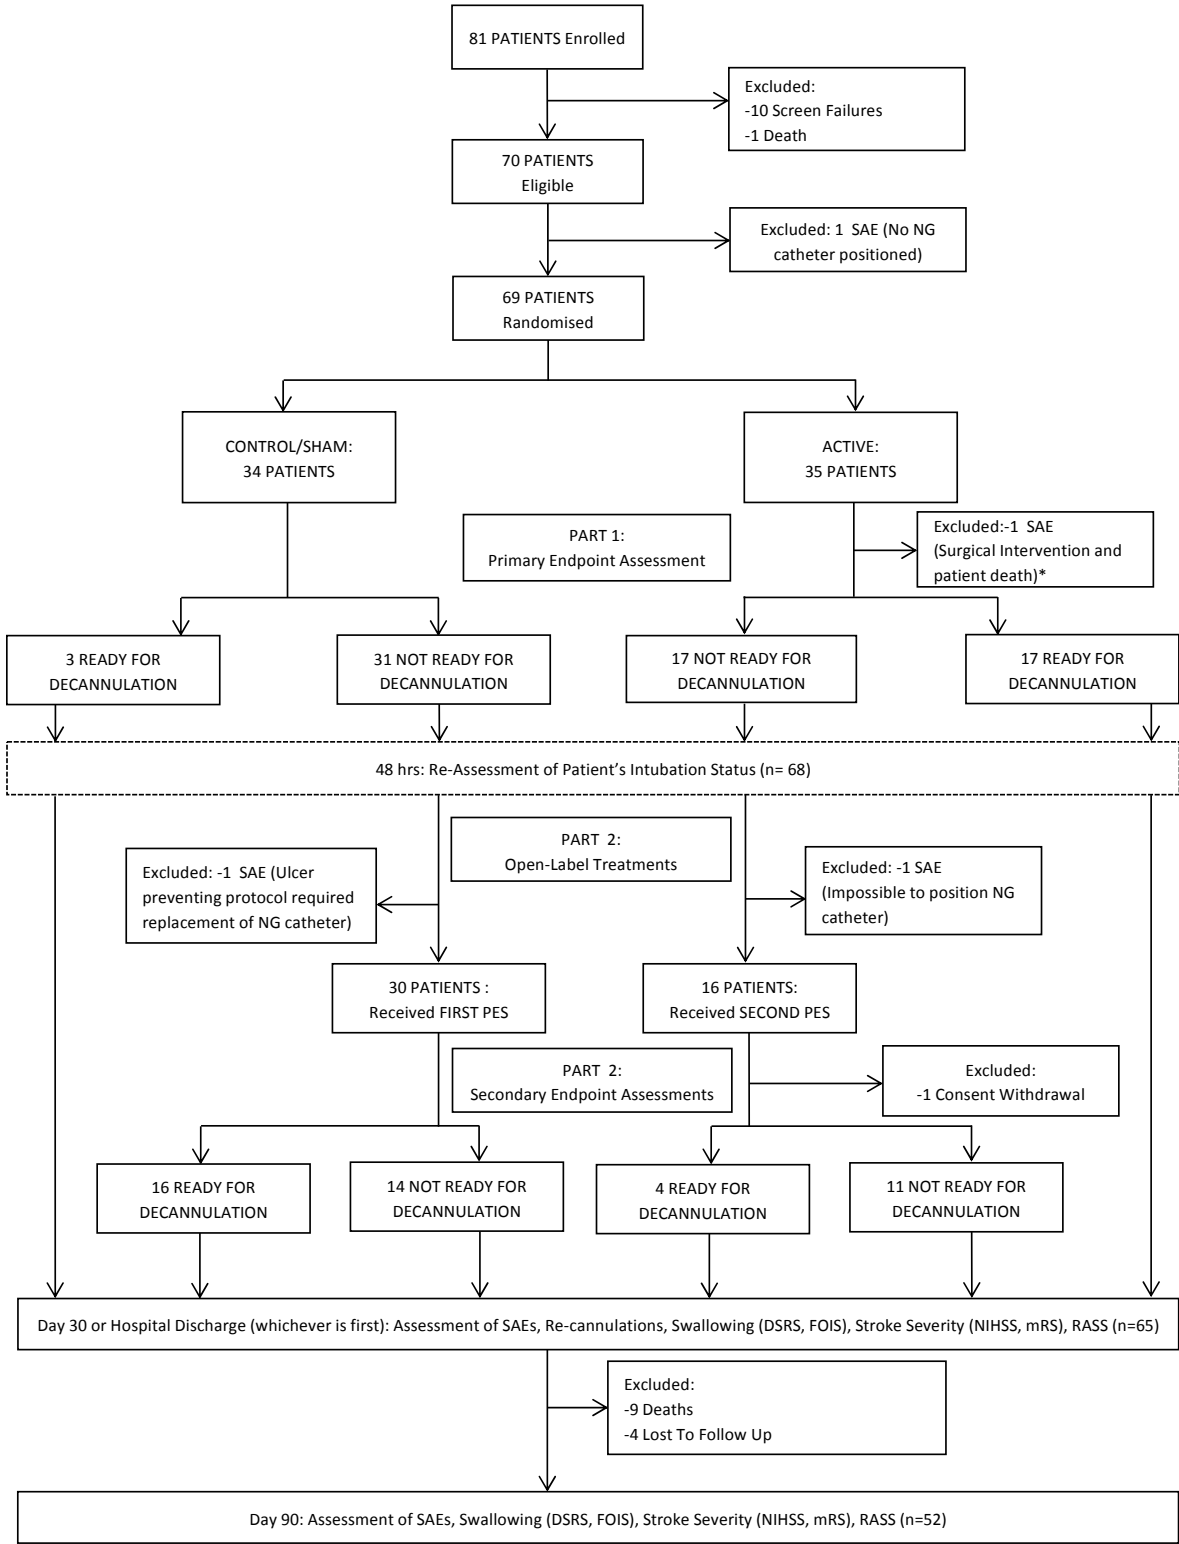 81 PATIENTS Enrolled
Excluded:
-10 Screen Failures
-1 Death
70 PATIENTS
Eligible
Excluded: 1  SAE (No NG
catheter positioned)
69 PATIENTS
Randomised
CONTROL/SHAM:
34 PATIENTS
ACTIVE:
35 PATIENTS
PART 1:
Primary Endpoint Assessment
Excluded:-1  SAE
(Surgical Intervention and
patient death)*
3 READY FOR
DECANNULATION
31 NOT READY FOR
DECANNULATION
17 NOT READY FOR
DECANNULATION
17 READY FOR
DECANNULATION
48 hrs: Re-Assessment of Patient's Intubation Status (n= 68)
PART  2:
Open-Label Treatments
Excluded: -1  SAE (Ulcer
preventing protocol required
replacement of NG catheter)
Excluded: -1 SAE
(Impossible to position NG
catheter)
30 PATIENTS :
Received FIRST PES
16 PATIENTS:
Received SECOND PES
PART  2:
Secondary Endpoint Assessments
Excluded:
-1 Consent Withdrawal
16 READY FOR
DECANNULATION
14 NOT READY FOR
DECANNULATION
4 READY FOR
DECANNULATION
11 NOT READY FOR
DECANNULATION
Day 30 or Hospital Discharge (whichever is first): Assessment of SAEs, Re-cannulations, Swallowing (DSRS, FOIS), Stroke Severity (NIHSS, mRS), RASS (n=65)
Excluded:
-9 Deaths
-4 Lost To Follow Up
Day 90: Assessment of SAEs, Swallowing (DSRS, FOIS), Stroke Severity (NIHSS, mRS), RASS (n=52)